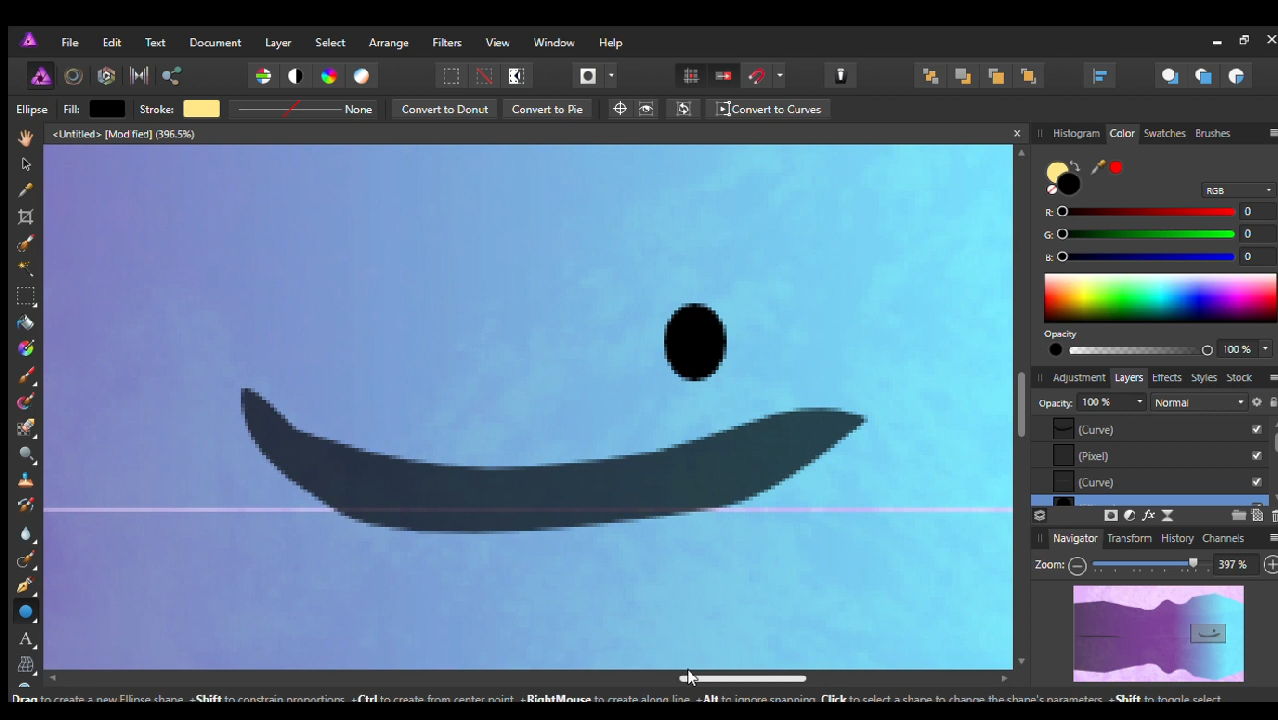 File Edit Text Document Layer Select Arrange Filters View Window Help
Ellipse Fill: Stroke: None Convert to Donut Convert to Pie Convert to Curves
<Untitled> [Modified] (396.5%) x
Histogram Color Swatches Brushes
RGB
R: 0
G: 0
B: 0
Opacity
100 %
Adjustment Layers Effects Styles Stock
Opacity: 100 % Normal
(Curve)
(Pixel)
(Curve)
fx
Navigator Transform History Channels
Zoom: 397 %
A
Drag to create a new Ellipse shape. +Shift to constrain proportions. +Ctrl to create from center point. +RightMouse to create along line. +Alt to ignore snapping. Click to select a shape to change the shape's parameters. +Shift to toggle select.